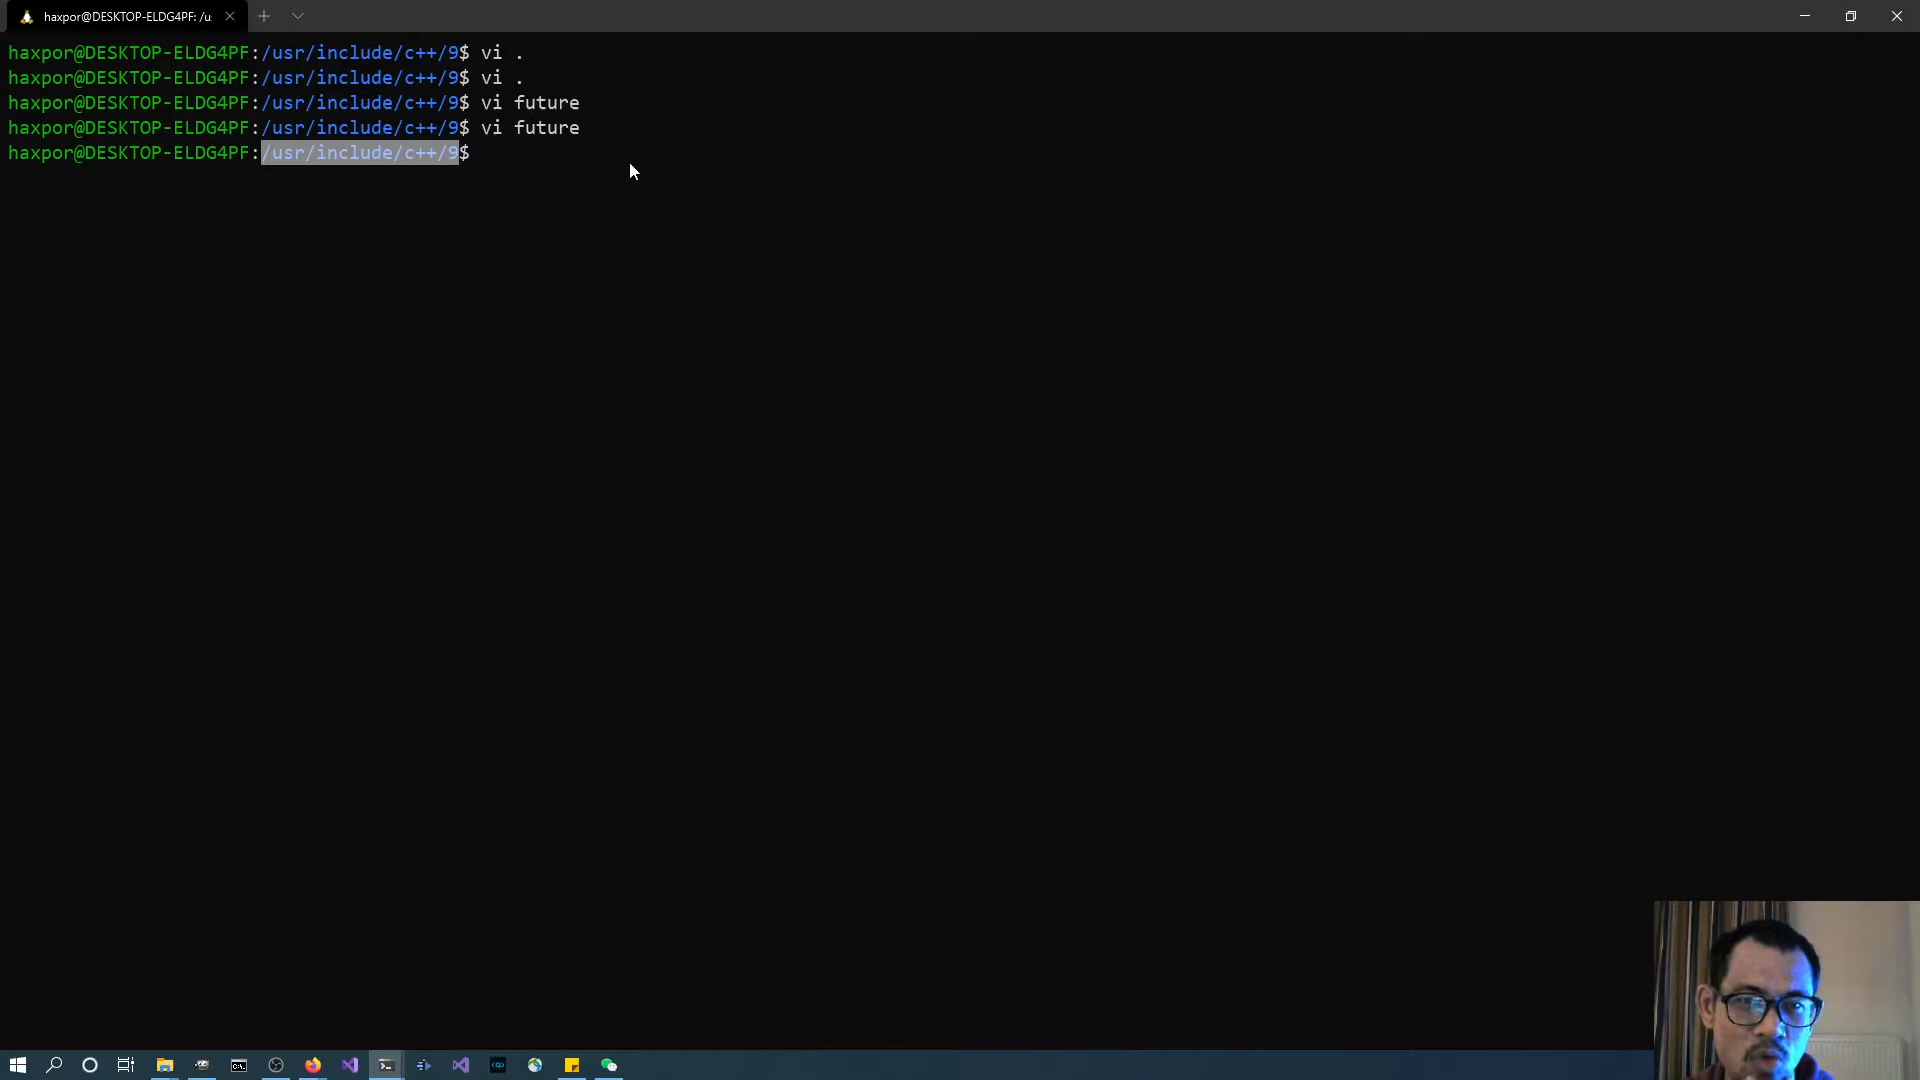 haxpor@DESKTOP-ELDG4PF: /u
haxpor@DESKTOP-ELDG4PF:/usr/include/c++/9$ vi .
haxpor@DESKTOP-ELDG4PF:/usr/include/c++/9$ vi .
haxpor@DESKTOP-ELDG4PF:/usr/include/c++/9$ vi future
haxpor@DESKTOP-ELDG4PF:/usr/include/c++/9$ vi future
haxpor@DESKTOP-ELDG4PF:/usr/include/c++/9$